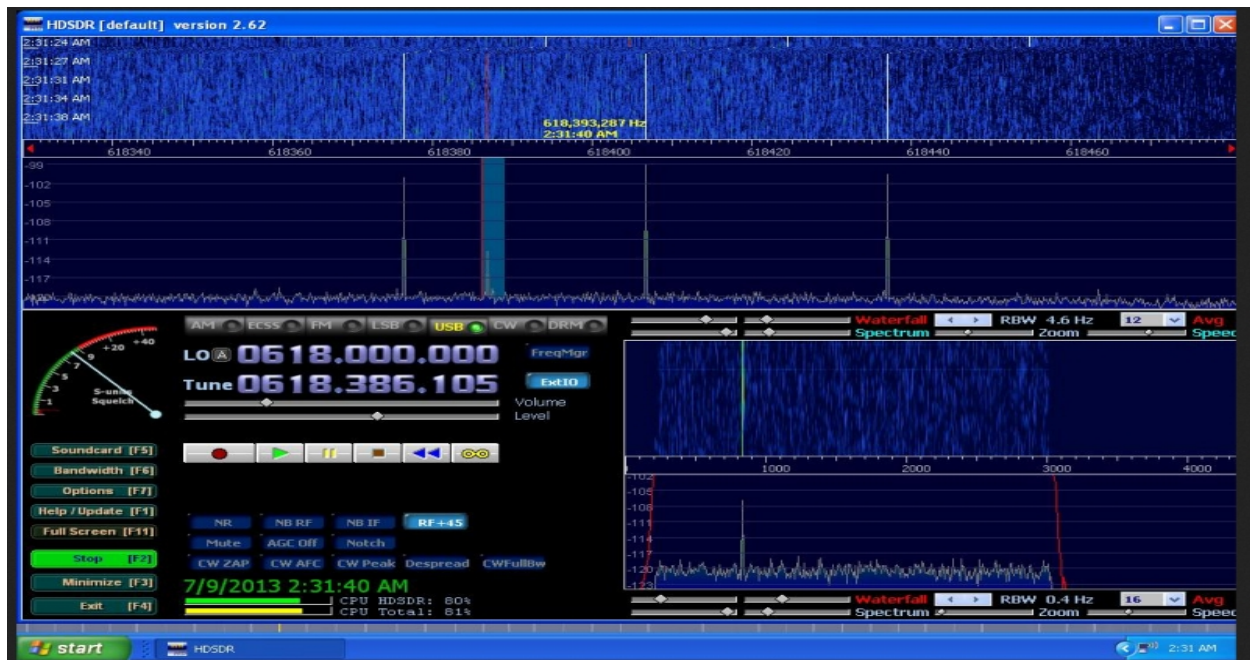 HDSDR [default] version 2.62
2:31:24 AM
2:31:27 AM
2:31:31 AM
2:31:34 AM
2:31:38 AM
618,393,287 Hz
2:31:40 AM
618340 618360 618380 618400 618420 618440 618460
-99
-102
-105
-108
-111
-114
-117
-120
AM ECSS FM LSB USB CW DRM
Waterfall RBW 4.6 Hz 12 Avg
Spectrum Zoom Speed
+20 +40
9
7
5
3
1
S-units
Squelch
LO A 0618.000.000 FreqMgr
Tune 0618.386.105 ExtIO
Volume
Level
Soundcard [F5]
Bandwidth [F6]
Options [F7]
Help / Update [F1]
Full Screen [F11]
Stop [F2]
Minimize [F3]
Exit [F4]
NR NB RF NB IF RF+45
Mute AGC Off Notch
CW ZAP CW AFC CW Peak Despread CWFullBw
7/9/2013 2:31:40 AM
CPU HDSDR: 80%
CPU Total: 81%
1000 2000 3000 4000
-102
-105
-108
-111
-114
-117
-120
-123
Waterfall RBW 0.4 Hz 16 Avg
Spectrum Zoom Speed
start HDSDR 2:31 AM